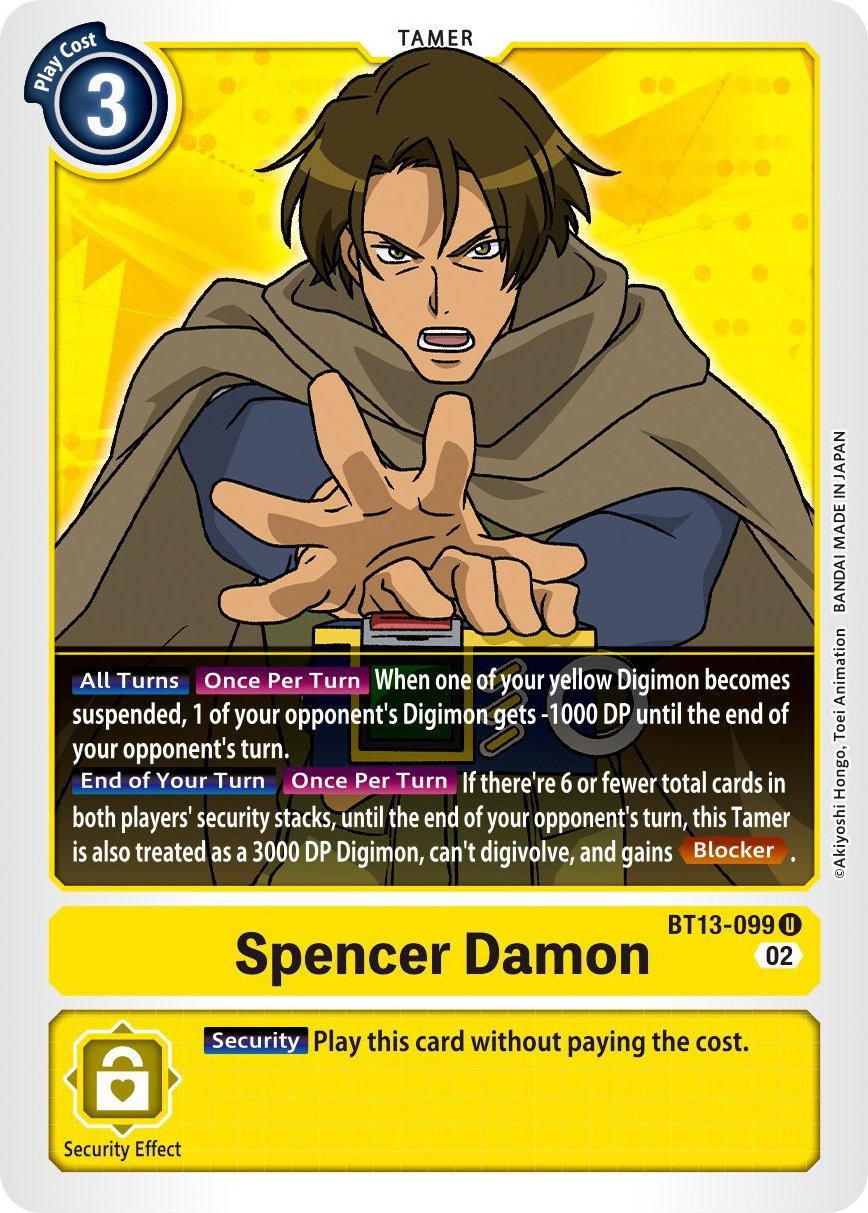 TAMER
Play Cost
3
All Turns Once Per Turn When one of your yellow Digimon becomes
suspended, 1 of your opponent's Digimon gets -1000 DP until the end of
your opponent's turn.
End of Your Turn Once Per Turn If there're 6 or fewer total cards in
both players' security stacks, until the end of your opponent's turn, this Tamer
is also treated as a 3000 DP Digimon, can't digivolve, and gains Blocker.
©Akiyoshi Hongo, Toei Animation BANDAI MADE IN JAPAN
BT13-099 U
Spencer Damon
02
Security Play this card without paying the cost.
Security Effect